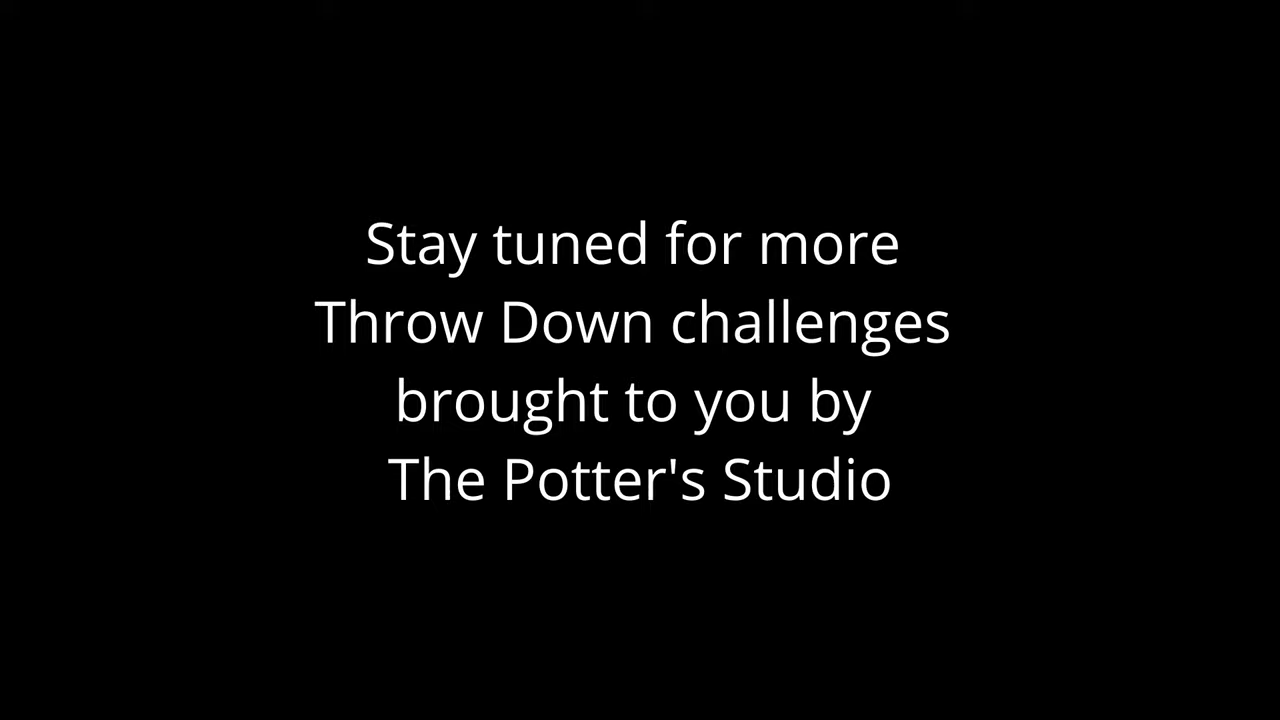 Stay tuned for more
Throw Down challenges
brought to you by
The Potter's Studio